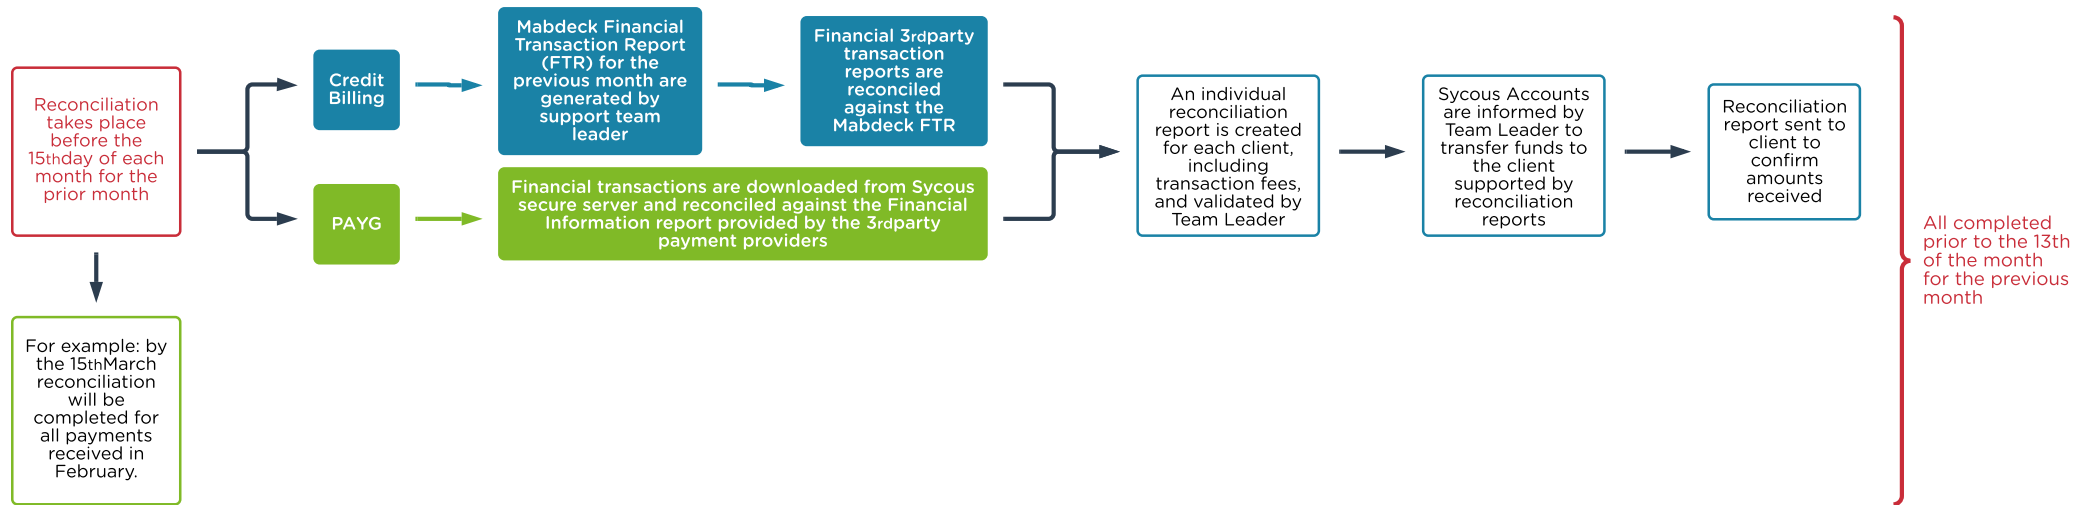 Reconciliation
takes place
before the
15thday of each
month for the
prior month
For example: by
the 15thMarch
reconciliation
will be
completed for
all payments
received in
February.
Credit
Billing
PAYG
Mabdeck Financial
Transaction Report
(FTR) for the
previous month are
generated by
support team
leader
Financial 3rdparty
transaction
reports are
reconciled
against the
Mabdeck FTR
Financial transactions are downloaded from Sycous
secure server and reconciled against the Financial
Information report provided by the 3rdparty
payment providers
An individual
reconciliation
report is created
for each client,
including
transaction fees,
and validated by
Team Leader
Sycous Accounts
are informed by
Team Leader to
transfer funds to
the client
supported by
reconciliation
reports
Reconciliation
report sent to
client to
confirm
amounts
received
All completed
prior to the 13th
of the month
for the previous
month